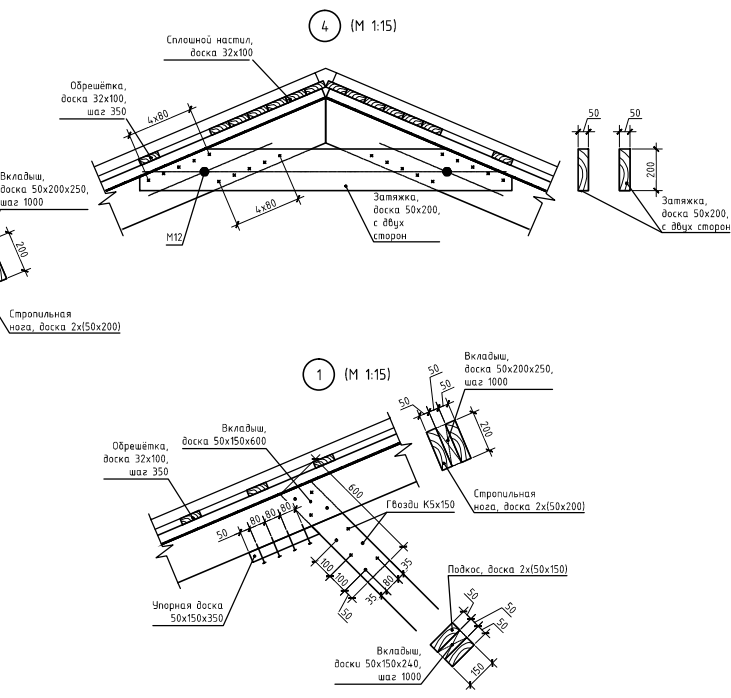 4
(М 1:15)
Сплошной настил,
доска 32х100
Обрешётка,
доска 32х100,
шаг 350
4х80
50
50
200
Вкладыш,
доска 50х200х250,
шаг 1000
Затяжка,
доска 50х200,
с двух
сторон
Затяжка,
доска 50х200,
с двух сторон
4х80
М12
200
Стропильная
нога, доска 2х(50х200)
1
(М 1:15)
Вкладыш,
доска 50х200х250,
шаг 1000
50
50
50
200
Вкладыш,
доска 50х150х600
Обрешётка,
доска 32х100,
шаг 350
Стропильная
нога, доска 2х(50х200)
600
Гвозди К5х150
50
80
80
80
100
100
50
35
80
35
Упорная доска
50х150х350
Подкос, доска 2х(50х150)
50
50
50
150
Вкладыш,
доски 50х150х240,
шаг 1000